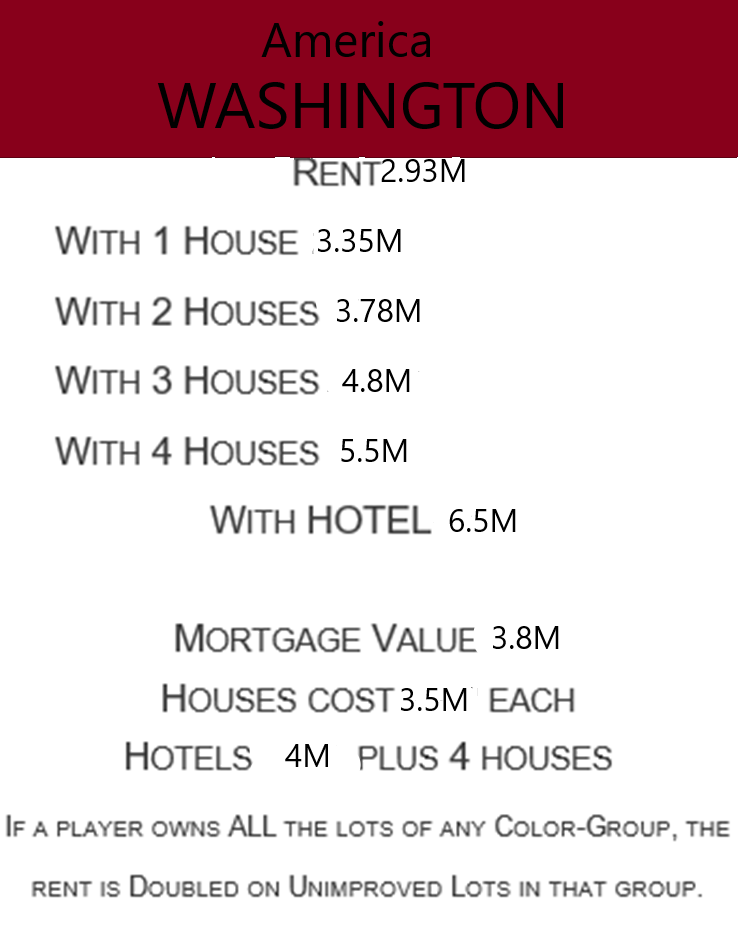 America
WASHINGTON
RENT2.93M
WITH 1 HOUSE 3.35M
WITH 2 HOUSES 3.78M
WITH 3 HOUSES 4.8M
WITH 4 HOUSES 5.5M
WITH HOTEL 6.5M
MORTGAGE VALUE 3.8M
HOUSES COST 3.5M EACH
HOTELS 4M PLUS 4 HOUSES
IF A PLAYER OWNS ALL THE LOTS OF ANY COLOR-GROUP, THE
RENT IS DOUBLED ON UNIMPROVED LOTS IN THAT GROUP.